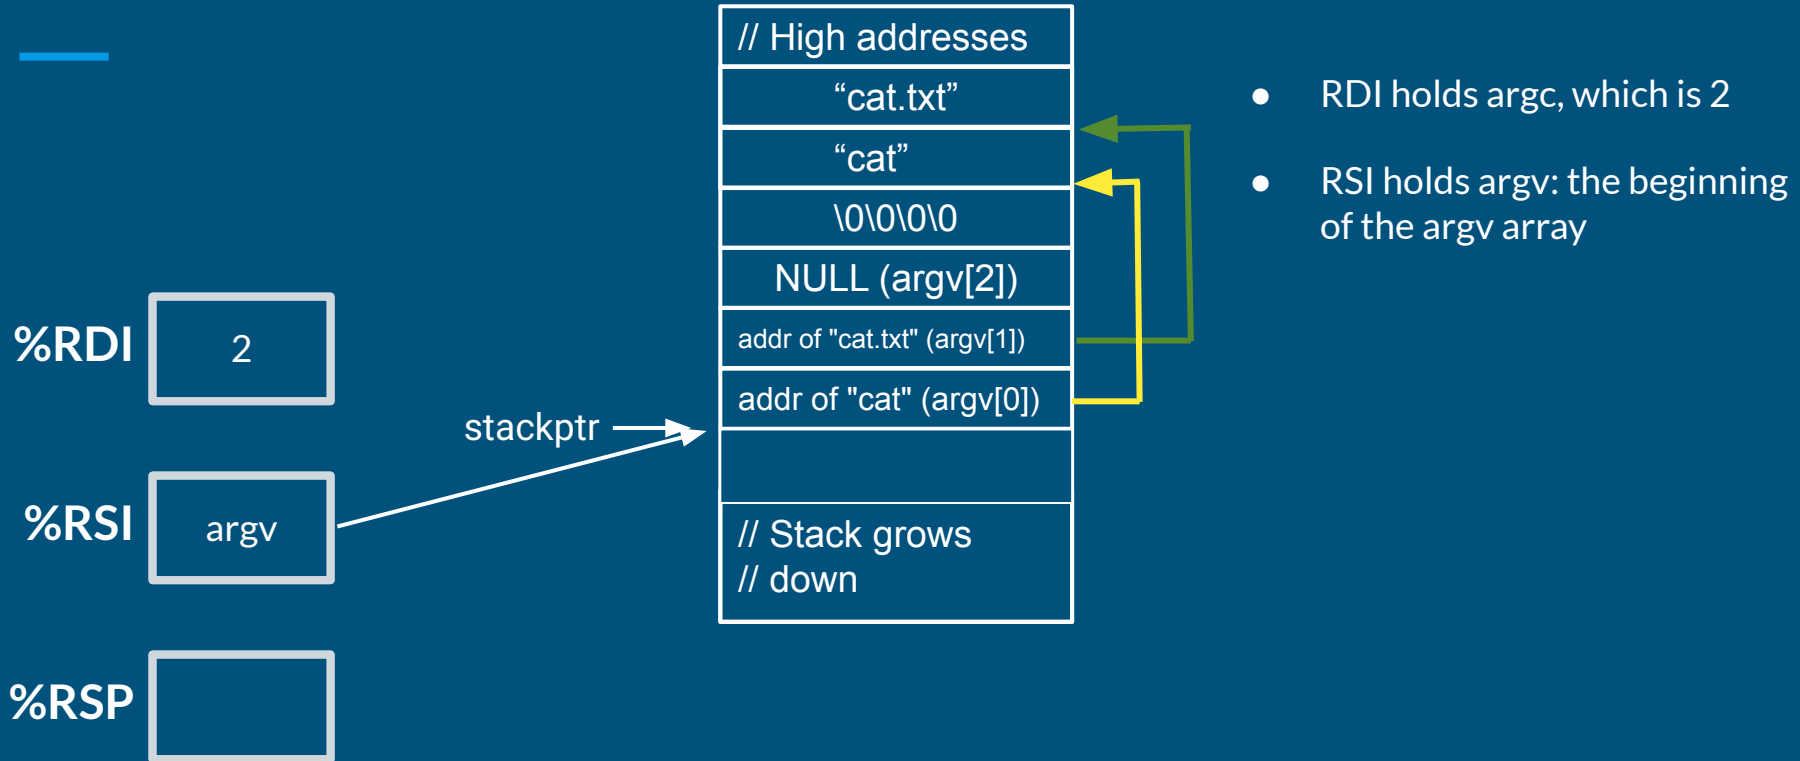 %RDI
2
%RSI
argv
%RSP
stackptr
// High addresses
“cat.txt”
“cat”
\0\0\0\0
NULL (argv[2])
addr of "cat.txt" (argv[1])
addr of "cat" (argv[0])
// Stack grows
// down
● RDI holds argc, which is 2
● RSI holds argv: the beginning
of the argv array